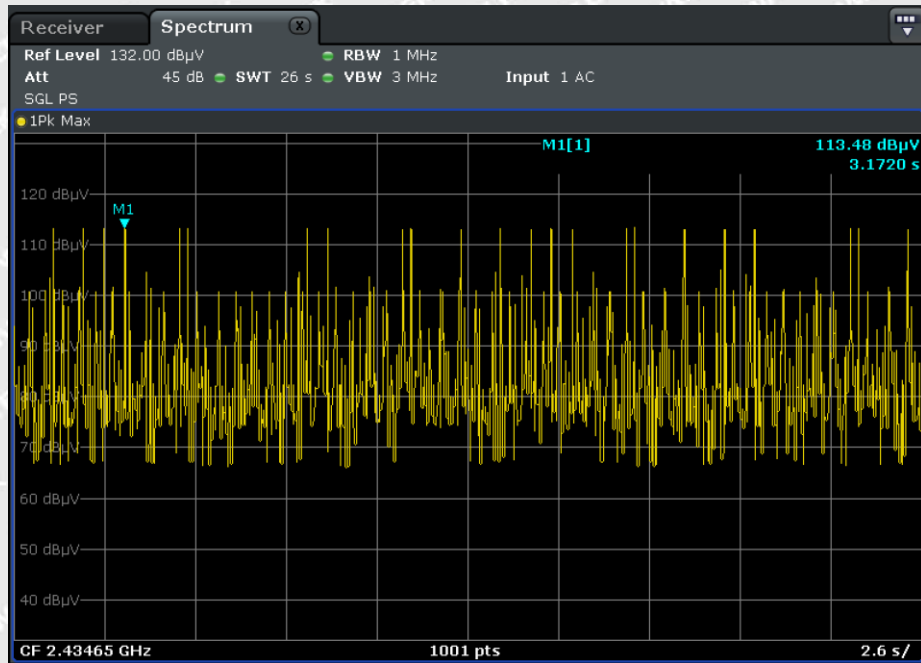 Receiver Spectrum X
Ref Level 132.00 dBµV RBW 1 MHz
Att 45 dB SWT 26 s VBW 3 MHz Input 1 AC
SGL PS
1Pk Max
M1[1] 113.48 dBµV
3.1720 s
120 dBµV
M1
110 dBµV
100 dBµV
90 dBµV
80 dBµV
70 dBµV
60 dBµV
50 dBµV
40 dBµV
CF 2.43465 GHz 1001 pts 2.6 s/